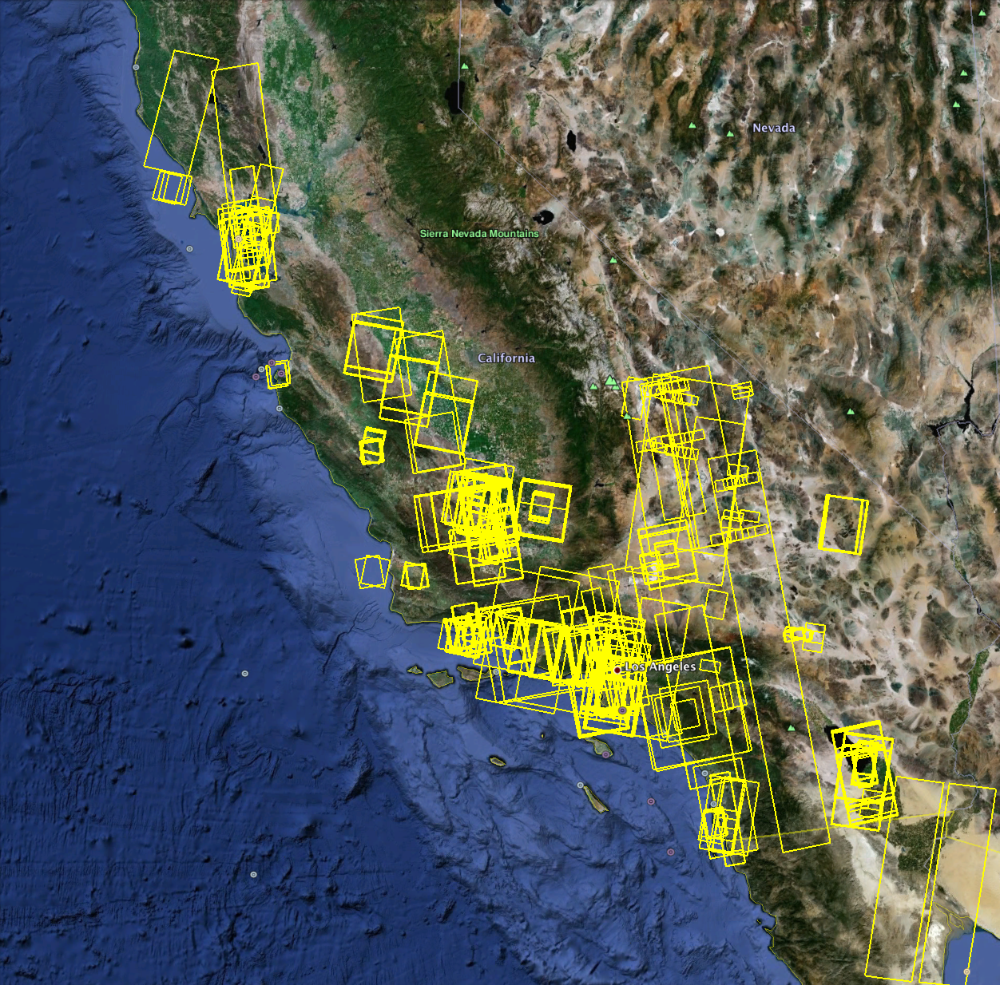 Nevada
Sierra Nevada Mountains
California
Los Angeles